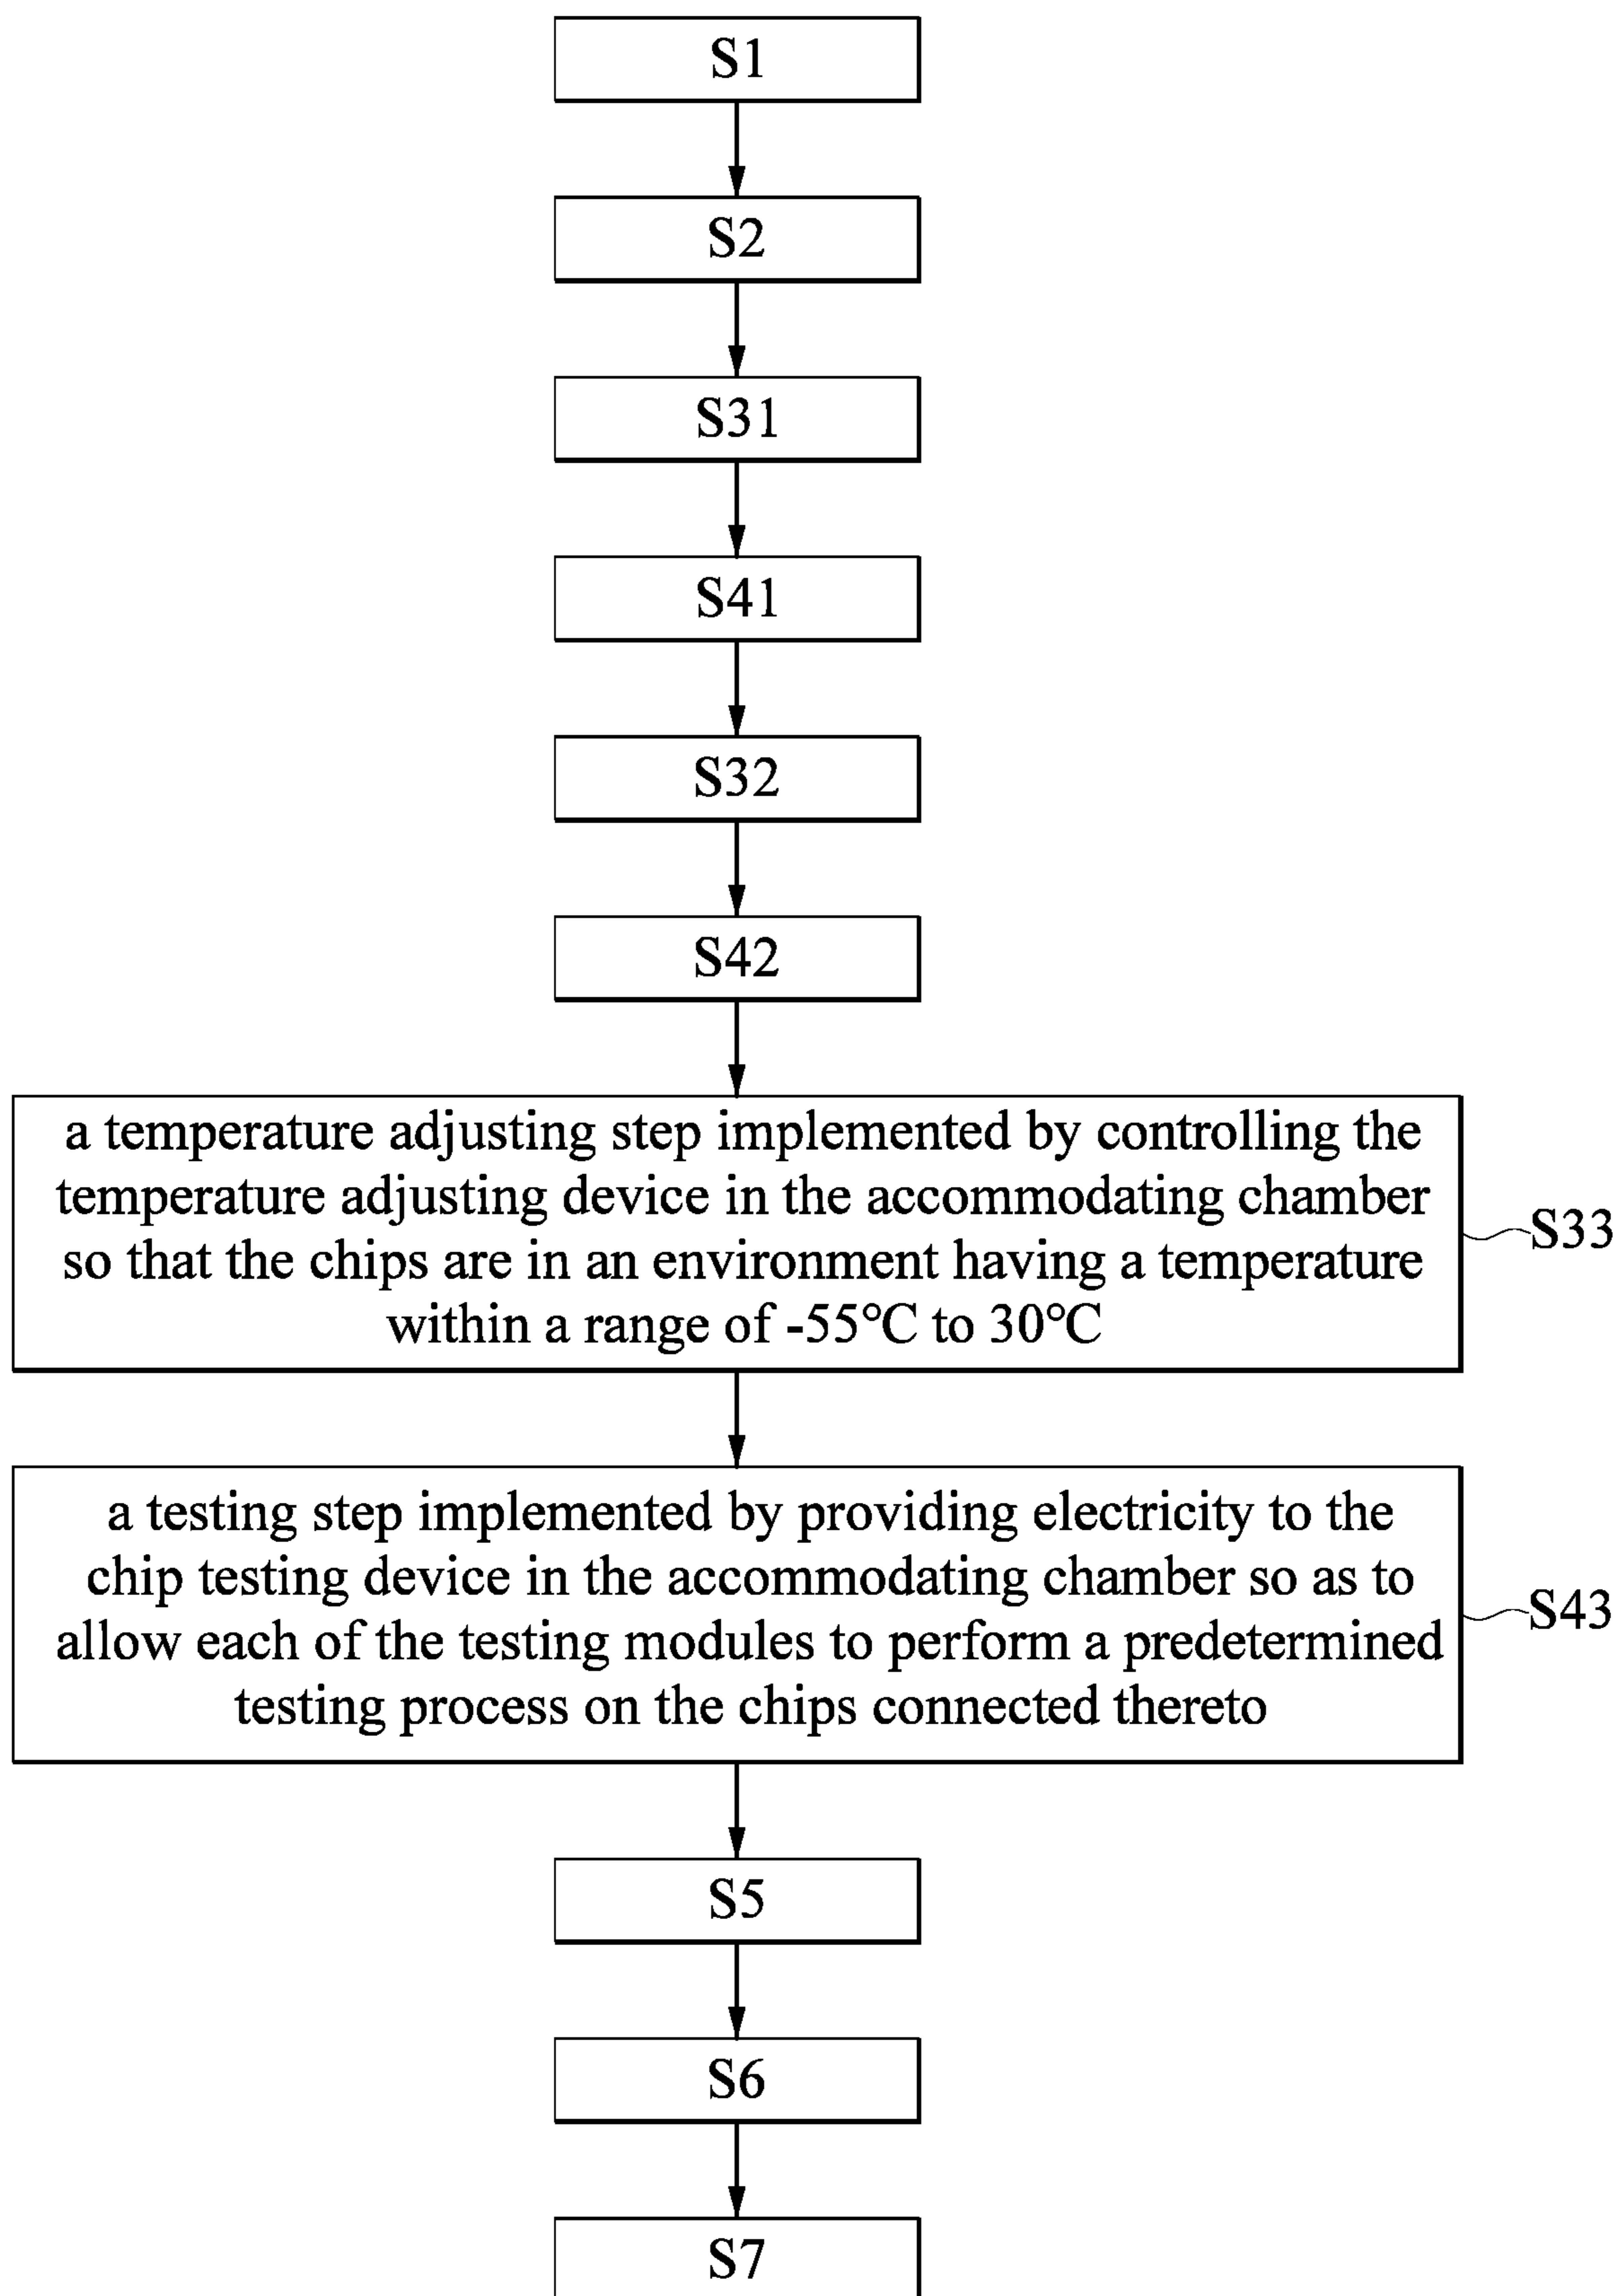 S1
S2
S31
S41
S32
S42
a temperature adjusting step implemented by controlling the
temperature adjusting device in the accommodating chamber
so that the chips are in an environment having a temperature
within a range of -55°C to 30°C
S33
a testing step implemented by providing electricity to the
chip testing device in the accommodating chamber so as to
allow each of the testing modules to perform a predetermined
testing process on the chips connected thereto
S43
S5
S6
S7